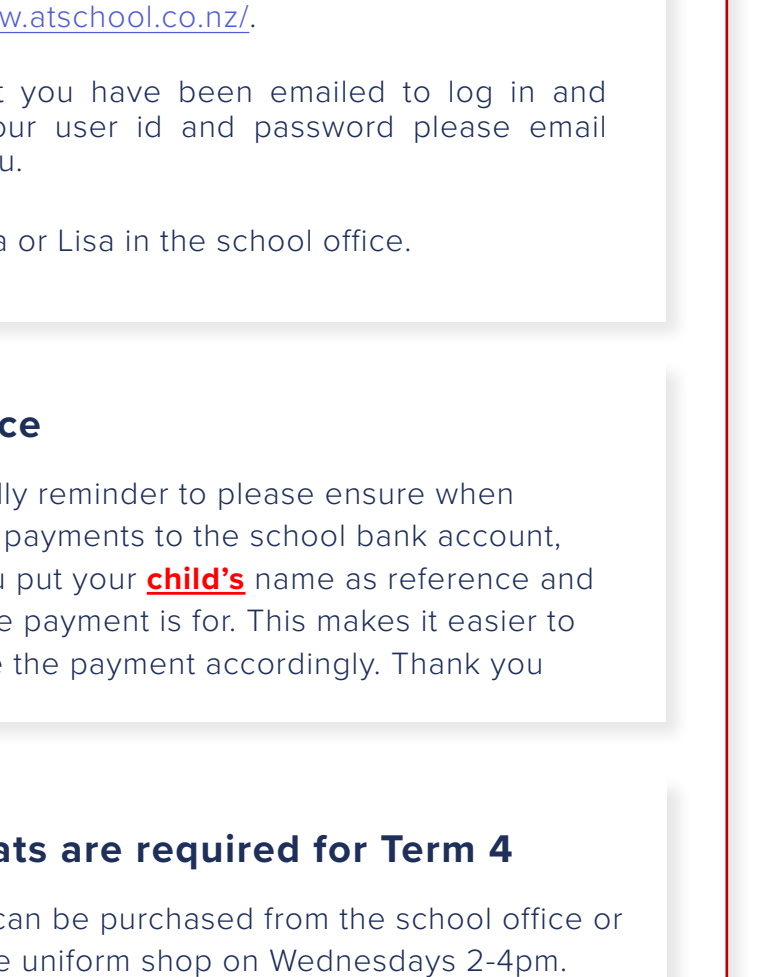 w.atschool.co.nz/.
you have been emailed to log in and
user id and password please email
u.
or Lisa in the school office.
ce
lly reminder to please ensure when
payments to the school bank account,
put your child's name as reference and
payment is for. This makes it easier to
the payment accordingly. Thank you
ats are required for Term 4
can be purchased from the school office or
uniform shop on Wednesdays 2-4pm.